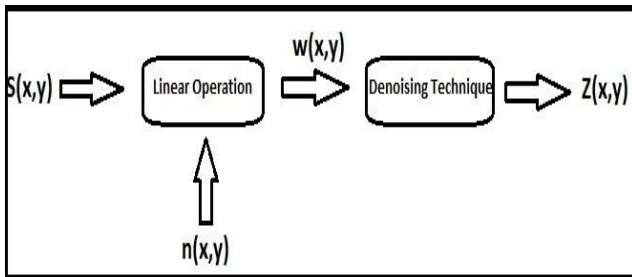 w(x,y)
S(x,y)
Linear Operation
Denoising Technique
Z(x,y)
n(x,y)